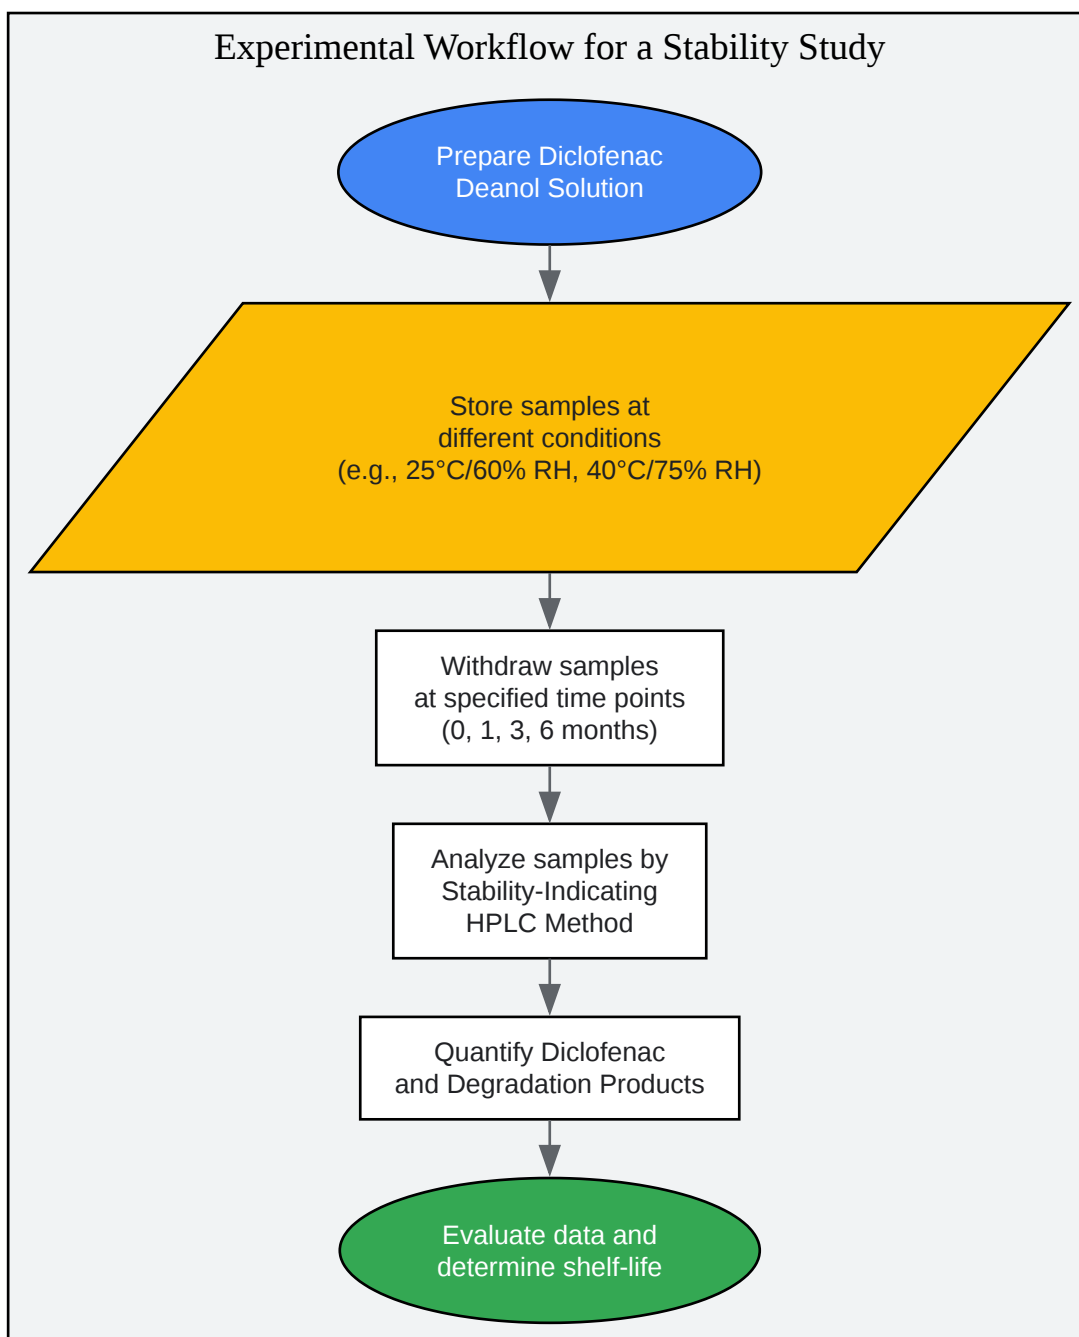 Experimental Workflow for a Stability Study
Prepare Diclofenac
Deanol Solution
Store samples at
different conditions
(e.g., 25°C/60% RH, 40°C/75% RH)
Withdraw samples
at specified time points
(0, 1, 3, 6 months)
Analyze samples by
Stability-Indicating
HPLC Method
Quantify Diclofenac
and Degradation Products
Evaluate data and
determine shelf-life